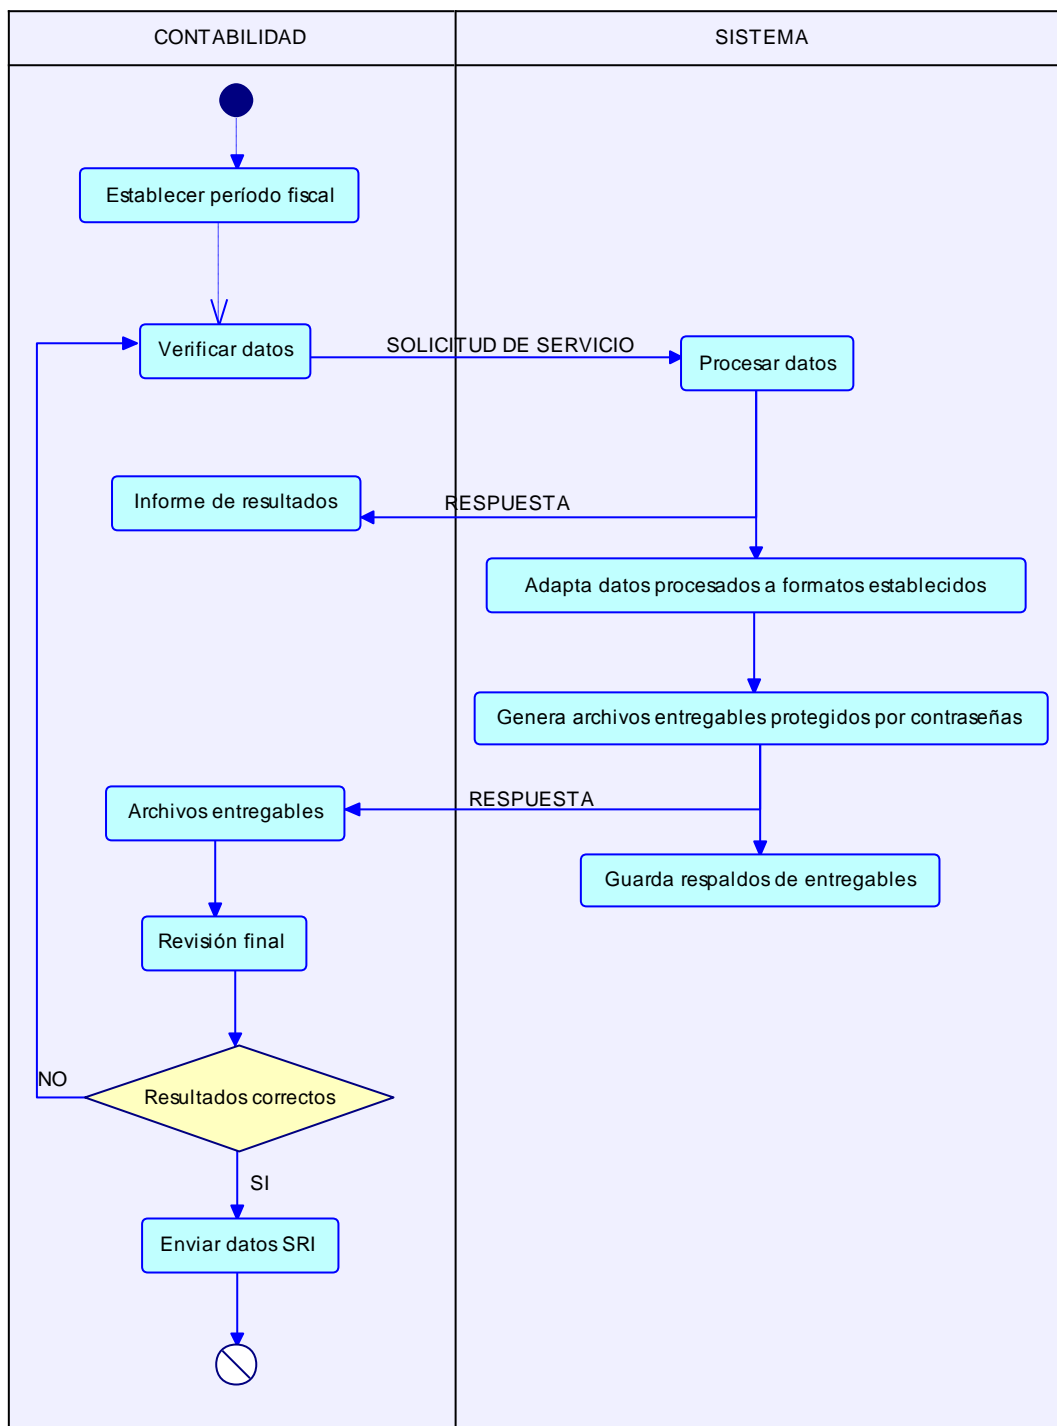 CONTABILIDAD
SISTEMA
Establecer período fiscal
Verificar datos
SOLICITUD DE SERVICIO
Procesar datos
Informe de resultados
RESPUESTA
Adapta datos procesados a formatos establecidos
Genera archivos entregables protegidos por contraseñas
Archivos entregables
RESPUESTA
Guarda respaldos de entregables
Revisión final
NO
Resultados correctos
SI
Enviar datos SRI